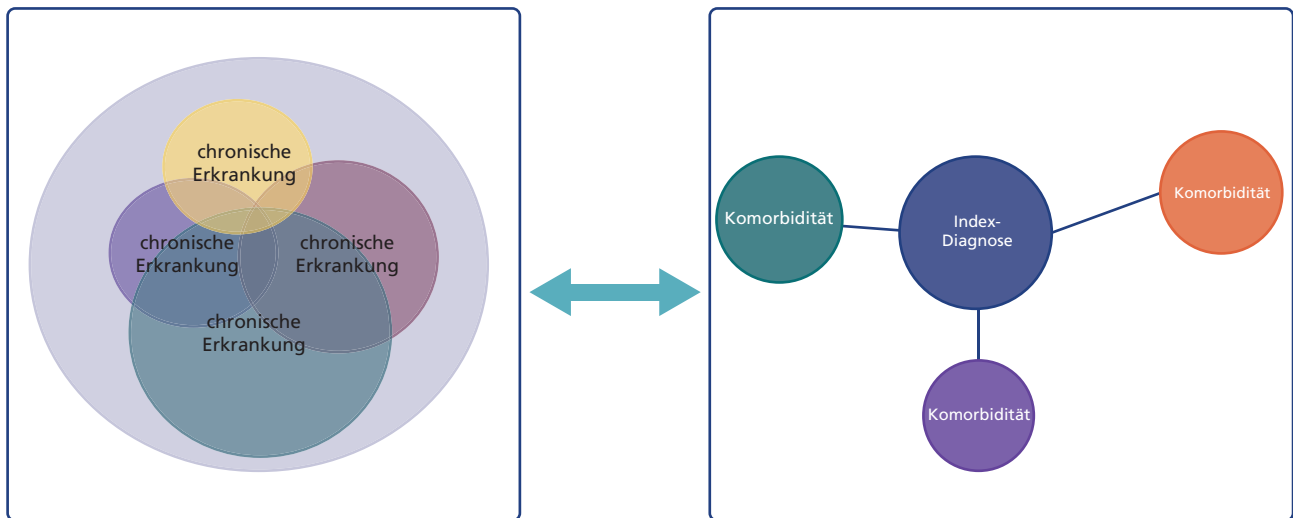 chronische
Erkrankung
chronische
Erkrankung
chronische
Erkrankung
chronische
Erkrankung
Komorbidität
Index-
Diagnose
Komorbidität
Komorbidität